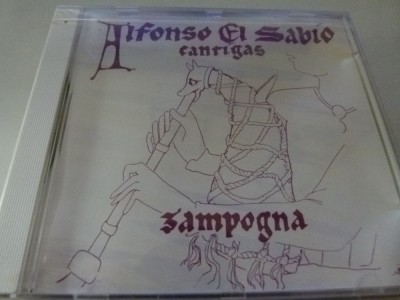 Alfonso El Sabio
cantigas
zampogna